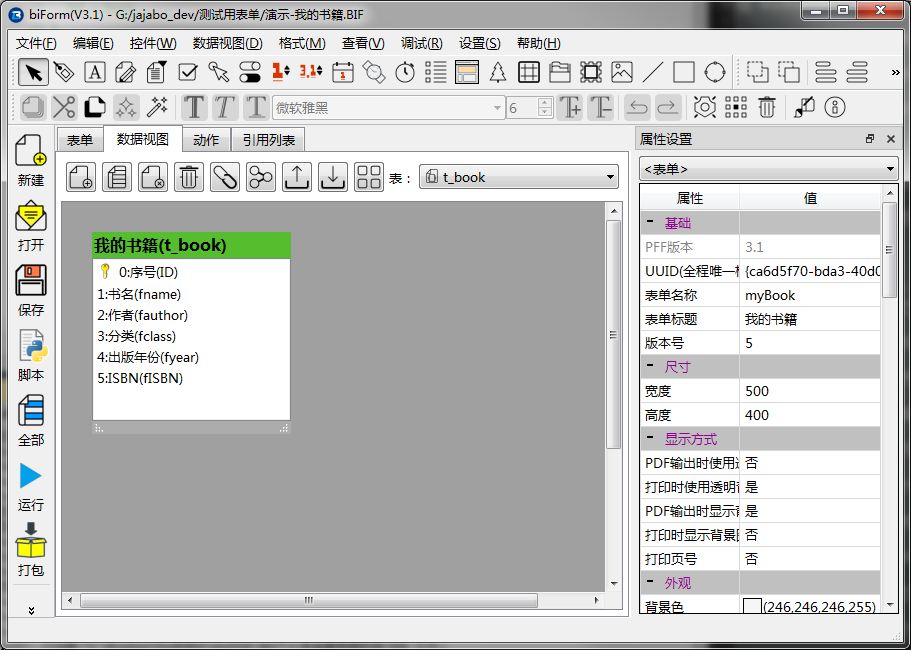 biForm(V3.1) - G:/jajabo_dev/测试用表单/演示-我的书籍.BIF
文件(F) 编辑(E) 控件(W) 数据视图(D) 格式(M) 查看(V) 调试(R) 设置(S) 帮助(H)
微软雅黑 6
新建
打开
保存
脚本
全部
运行
打包
表单 数据视图 动作 引用列表
表： t_book
我的书籍(t_book)
0:序号(ID)
1:书名(fname)
2:作者(fauthor)
3:分类(fclass)
4:出版年份(fyear)
5:ISBN(fISBN)
属性设置
<表单>
属性 值
基础
PFF版本 3.1
UUID(全程唯一 {ca6d5f70-bda3-40d0
表单名称 myBook
表单标题 我的书籍
版本号 5
尺寸
宽度 500
高度 400
显示方式
PDF输出时使用 否
打印时使用透明 是
PDF输出时显示 是
打印时显示背景 否
打印页号 否
外观
背景色 (246,246,246,255)